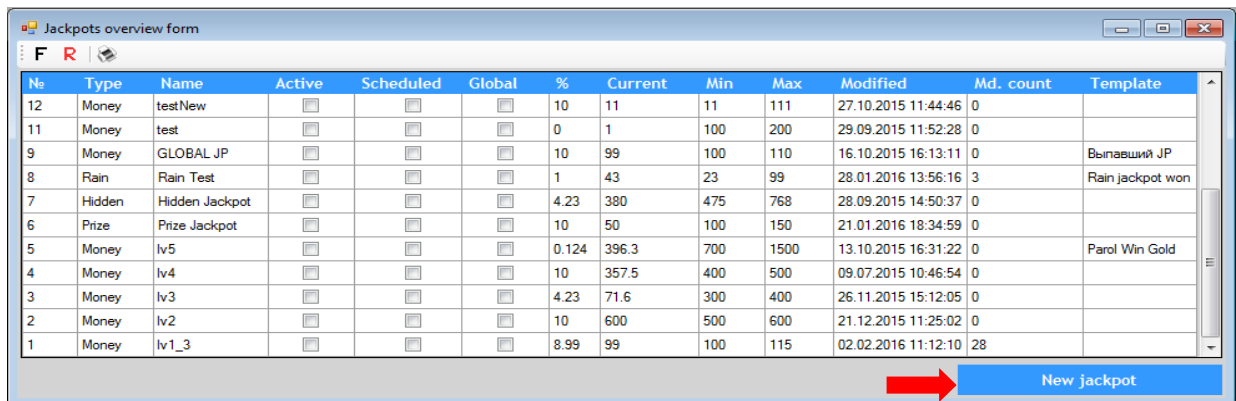 Jackpots overview form
F R
№ Type Name Active Scheduled Global % Current Min Max Modified Md. count Template
12 Money testNew 10 11 11 111 27.10.2015 11:44:46 0
11 Money test 0 1 100 200 29.09.2015 11:52:28 0
9 Money GLOBAL JP 10 99 100 110 16.10.2015 16:13:11 0 Выпавший JP
8 Rain Rain Test 1 43 23 99 28.01.2016 13:56:16 3 Rain jackpot won
7 Hidden Hidden Jackpot 4.23 380 475 768 28.09.2015 14:50:37 0
6 Prize Prize Jackpot 10 50 100 150 21.01.2016 18:34:59 0
5 Money lv5 0.124 396.3 700 1500 13.10.2015 16:31:22 0 Parol Win Gold
4 Money lv4 10 357.5 400 500 09.07.2015 10:46:54 0
3 Money lv3 4.23 71.6 300 400 26.11.2015 15:12:05 0
2 Money lv2 10 600 500 600 21.12.2015 11:25:02 0
1 Money lv1_3 8.99 99 100 115 02.02.2016 11:12:10 28
New jackpot